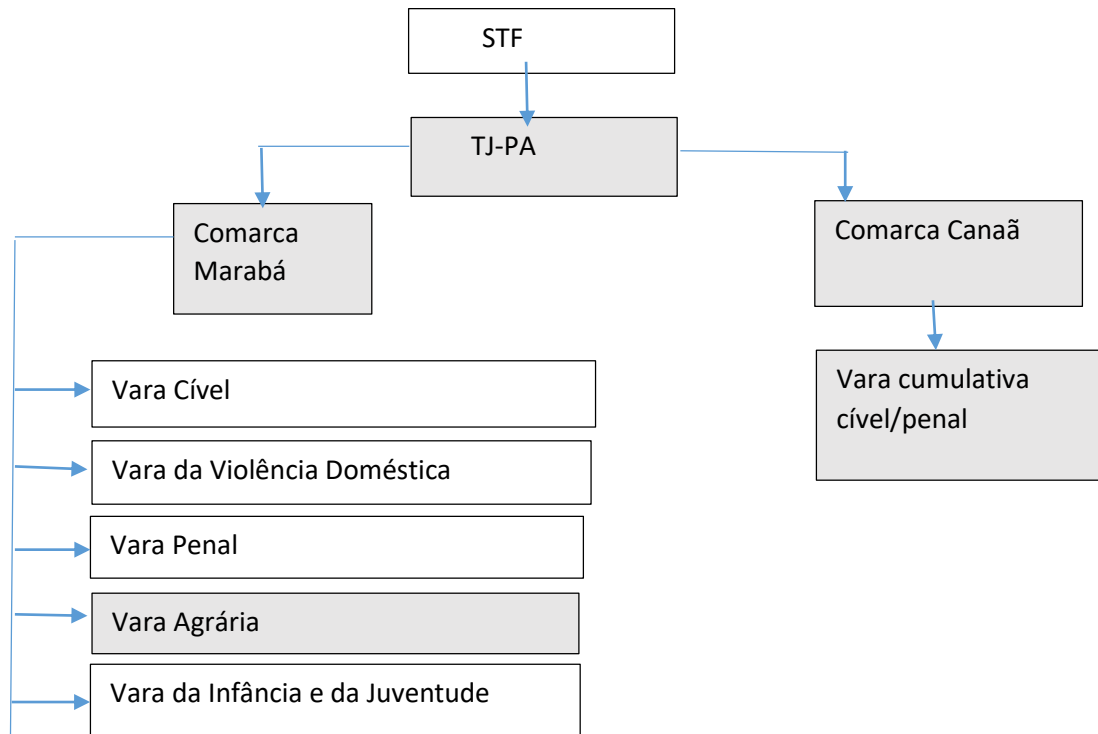 STF
TJ-PA
Comarca
Marabá
Comarca Canaã
Vara Cível
Vara da Violência Doméstica
Vara Penal
Vara Agrária
Vara da Infância e da Juventude
Vara cumulativa
cível/penal